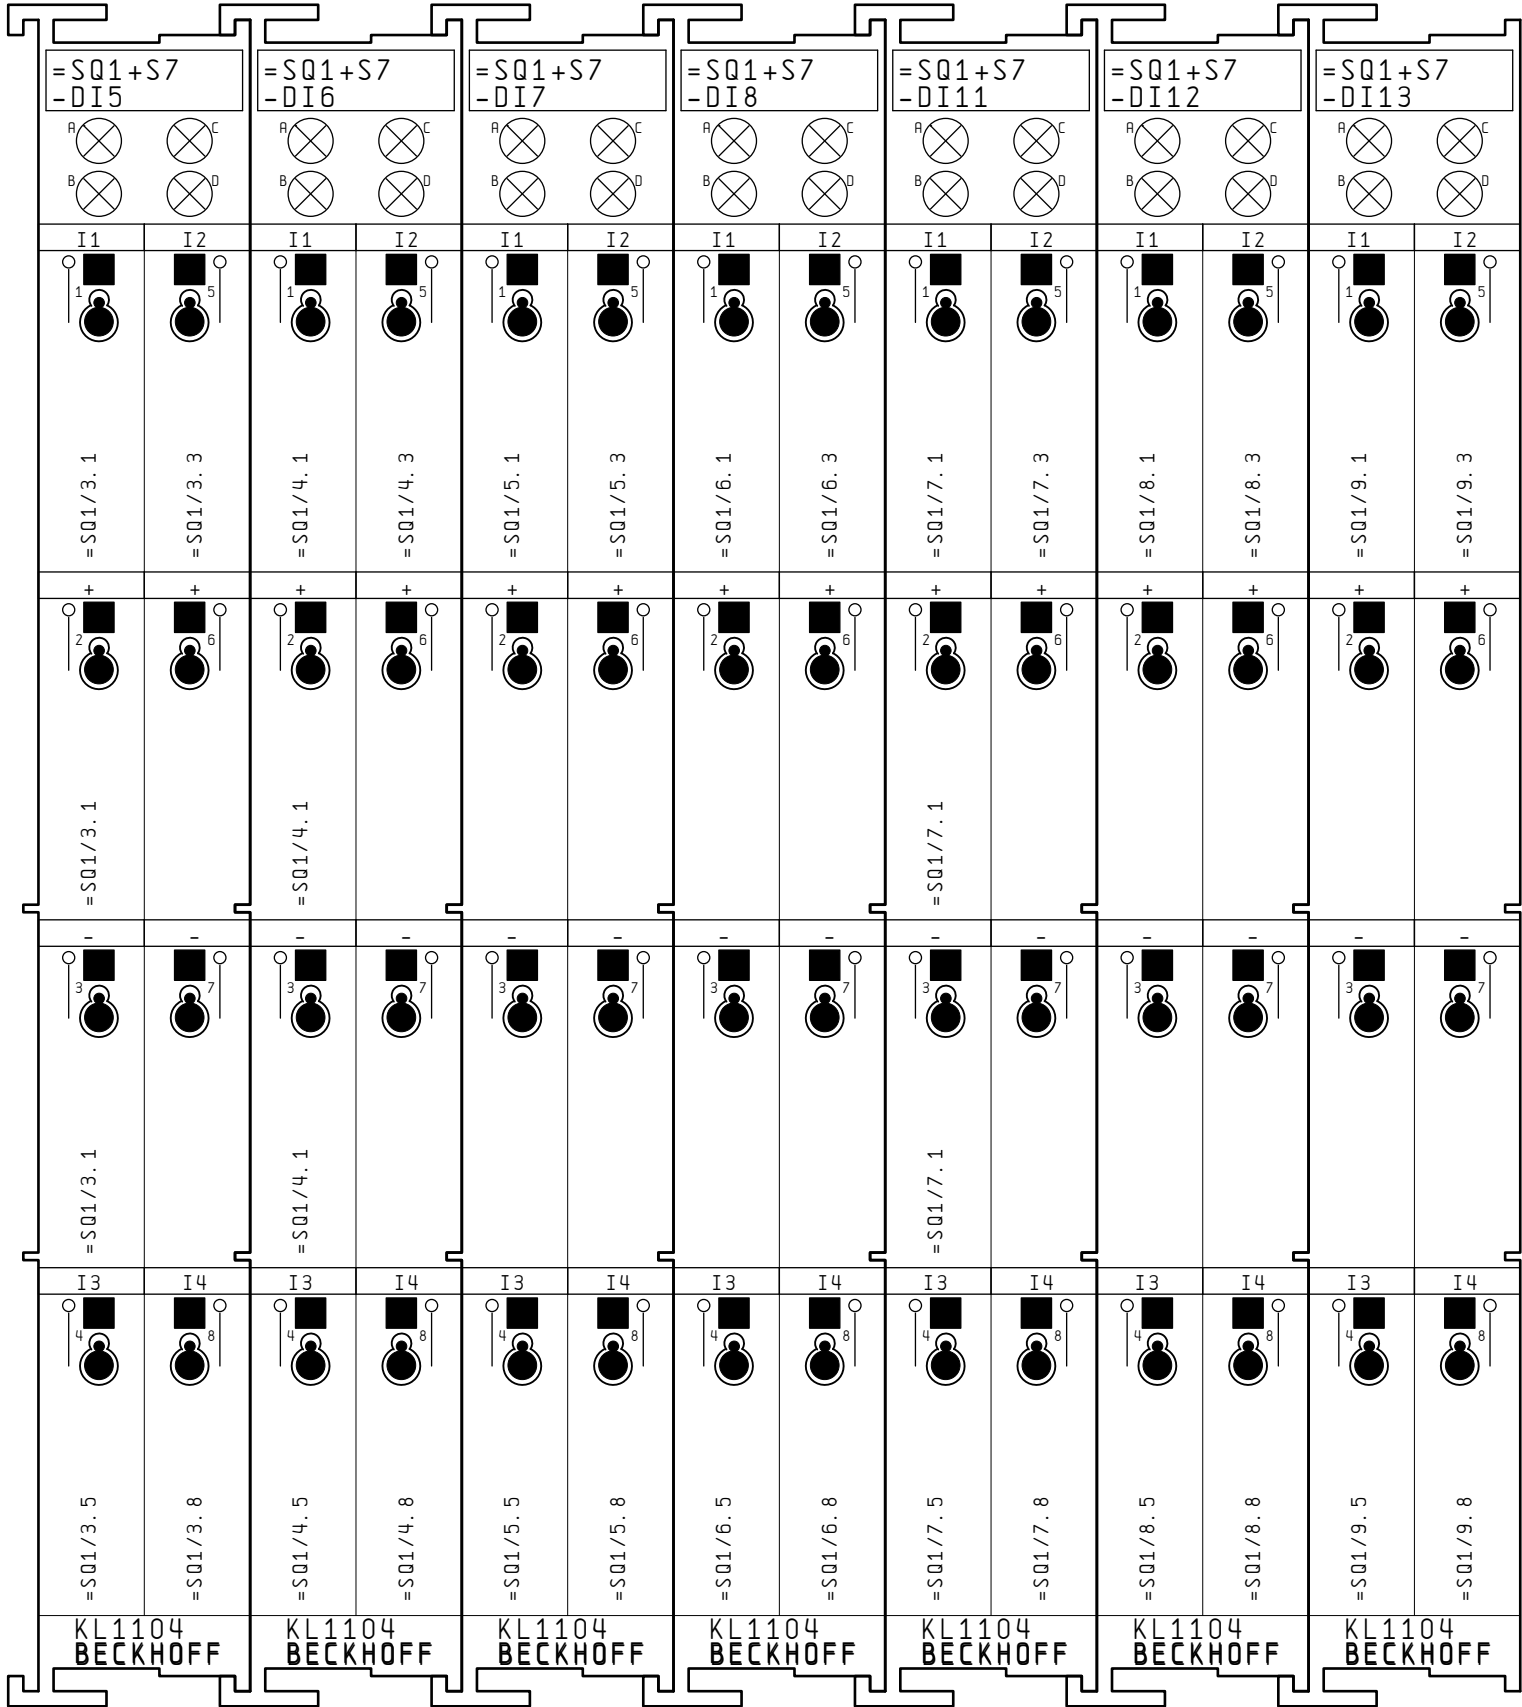 =SQ1+S7 =SQ1+S7 =SQ1+S7 =SQ1+S7 =SQ1+S7 =SQ1+S7 =SQ1+S7
-DI5 -DI6 -DI7 -DI8 -DI11 -DI12 -DI13
A C A C A C A C A C A C A C
B D B D B D B D B D B D B D
I1 I2 I1 I2 I1 I2 I1 I2 I1 I2 I1 I2 I1 I2
1 5 1 5 1 5 1 5 1 5 1 5 1 5
=SQ1/3.1 =SQ1/3.3 =SQ1/4.1 =SQ1/4.3 =SQ1/5.1 =SQ1/5.3 =SQ1/6.1 =SQ1/6.3 =SQ1/7.1 =SQ1/7.3 =SQ1/8.1 =SQ1/8.3 =SQ1/9.1 =SQ1/9.3
+ + + + + + + + + + + + + +
2 6 2 6 2 6 2 6 2 6 2 6 2 6
=SQ1/3.1 =SQ1/4.1 =SQ1/7.1
- - - - - - - - - - - - - -
3 7 3 7 3 7 3 7 3 7 3 7 3 7
=SQ1/3.1 =SQ1/4.1 =SQ1/7.1
I3 I4 I3 I4 I3 I4 I3 I4 I3 I4 I3 I4 I3 I4
4 8 4 8 4 8 4 8 4 8 4 8 4 8
=SQ1/3.5 =SQ1/3.8 =SQ1/4.5 =SQ1/4.8 =SQ1/5.5 =SQ1/5.8 =SQ1/6.5 =SQ1/6.8 =SQ1/7.5 =SQ1/7.8 =SQ1/8.5 =SQ1/8.8 =SQ1/9.5 =SQ1/9.8
KL1104 KL1104 KL1104 KL1104 KL1104 KL1104 KL1104
BECKHOFF BECKHOFF BECKHOFF BECKHOFF BECKHOFF BECKHOFF BECKHOFF